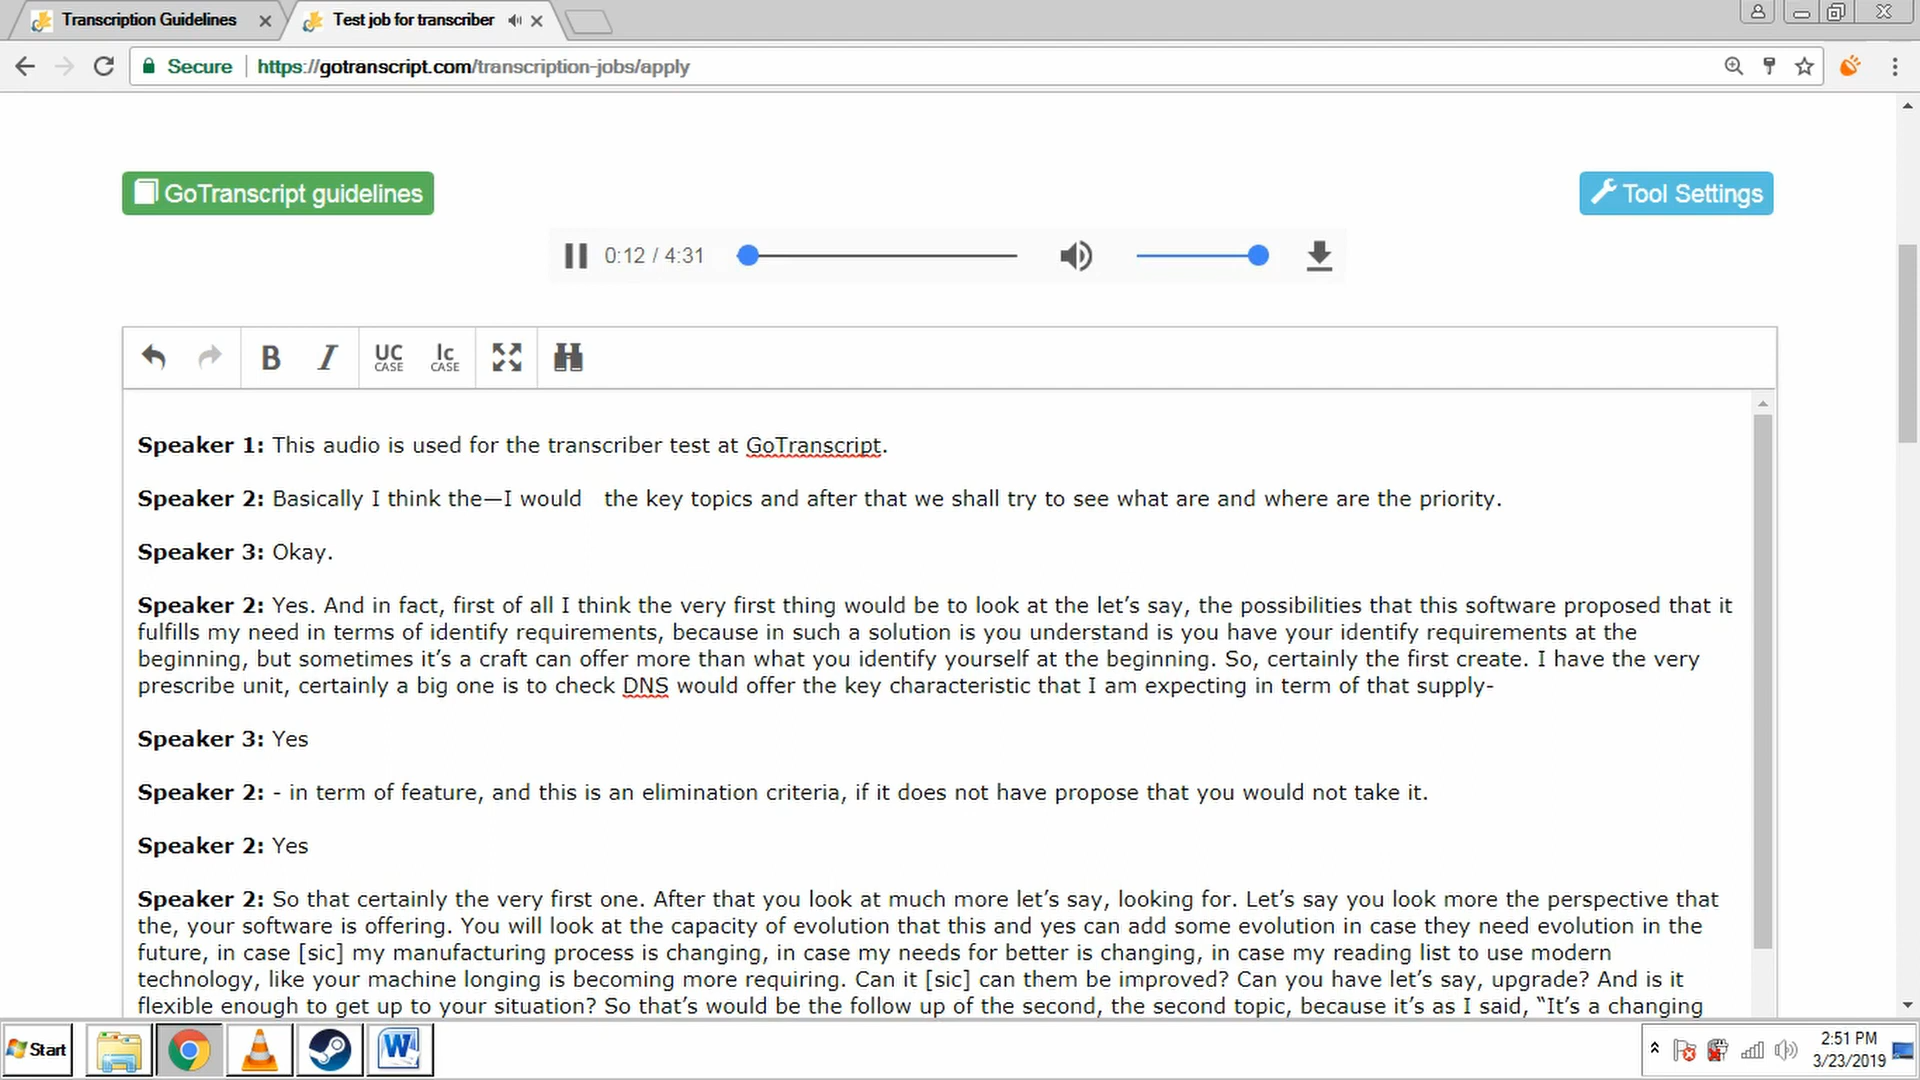 Transcription Guidelines
Test job for transcriber
Secure
https://gotranscript.com/transcription-jobs/apply
GoTranscript guidelines
Tool Settings
0:12 / 4:31
B I UC CASE lc CASE
Speaker 1: This audio is used for the transcriber test at GoTranscript.
Speaker 2: Basically I think the—I would the key topics and after that we shall try to see what are and where are the priority.
Speaker 3: Okay.
Speaker 2: Yes. And in fact, first of all I think the very first thing would be to look at the let’s say, the possibilities that this software proposed that it
fulfills my need in terms of identify requirements, because in such a solution is you understand is you have your identify requirements at the
beginning, but sometimes it’s a craft can offer more than what you identify yourself at the beginning. So, certainly the first create. I have the very
prescribe unit, certainly a big one is to check DNS would offer the key characteristic that I am expecting in term of that supply-
Speaker 3: Yes
Speaker 2: - in term of feature, and this is an elimination criteria, if it does not have propose that you would not take it.
Speaker 2: Yes
Speaker 2: So that certainly the very first one. After that you look at much more let’s say, looking for. Let’s say you look more the perspective that
the, your software is offering. You will look at the capacity of evolution that this and yes can add some evolution in case they need evolution in the
future, in case [sic] my manufacturing process is changing, in case my needs for better is changing, in case my reading list to use modern
technology, like your machine longing is becoming more requiring. Can it [sic] can them be improved? Can you have let’s say, upgrade? And is it
flexible enough to get up to your situation? So that’s would be the follow up of the second, the second topic, because it’s as I said, “It’s a changing
Start
W
2:51 PM
3/23/2019